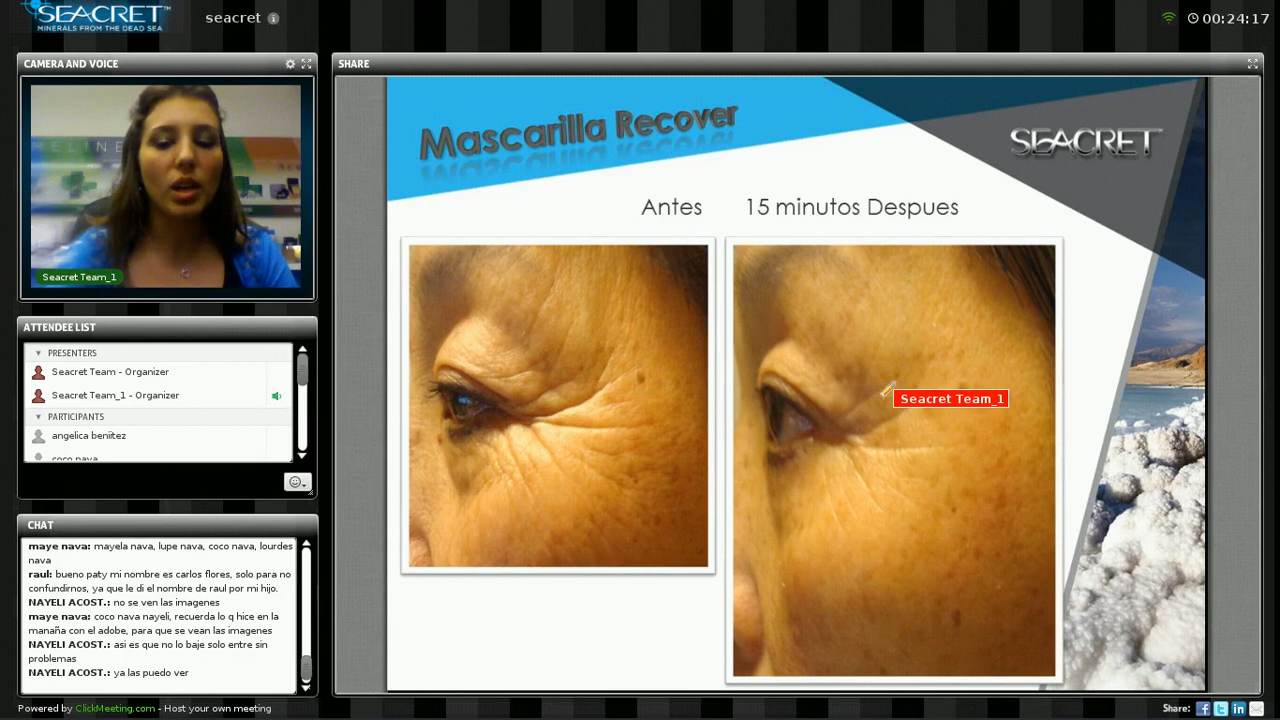 SEACRET
MINERALS FROM THE DEAD SEA
seacret
00:24:17
CAMERA AND VOICE
Seacret Team_1
ATTENDEE LIST
PRESENTERS
Seacret Team - Organizer
Seacret Team_1 - Organizer
PARTICIPANTS
angelica beniitez
coco nava
CHAT
maye nava: mayela nava, lupe nava, coco nava, lourdes
nava
raul: bueno paty mi nombre es carlos flores, solo para no
confundirnos, ya que le di el nombre de raul por mi hijo.
NAYELI ACOST.: no se ven las imagenes
maye nava: coco nava nayeli, recuerda lo q hice en la
manaña con el adobe, para que se vean las imagenes
NAYELI ACOST.: asi es que no lo baje solo entre sin
problemas
NAYELI ACOST.: ya las puedo ver
Powered by ClickMeeting.com - Host your own meeting
SHARE
Mascarilla Recover
SEACRET
Antes 15 minutos Despues
Seacret Team_1
Share: